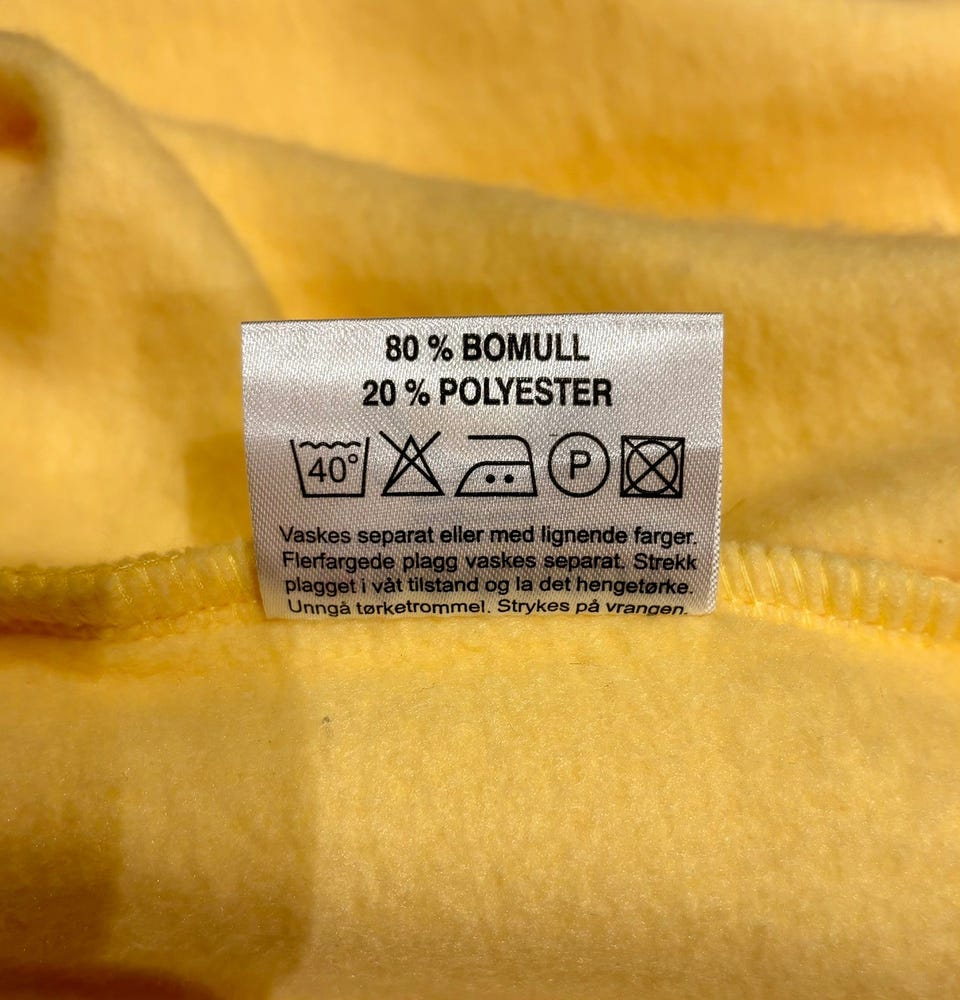 80 % BOMULL
20 % POLYESTER
40° P
Vaskes separat eller med lignende farger.
Flerfargede plagg vaskes separat. Strekk
plagget i våt tilstand og la det hengetørke.
Unngå tørketrommel. Strykes på vrangen.